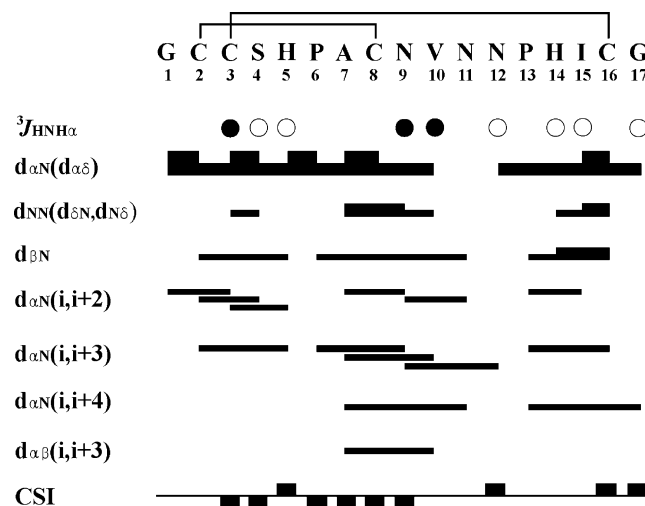 G C C S H P A C N V N N P H I C G
1 2 3 4 5 6 7 8 9 10 11 12 13 14 15 16 17
³JHNHα
dαN(dαδ)
dNN(dδN,dNδ)
dβN
dαN(i,i+2)
dαN(i,i+3)
dαN(i,i+4)
dαβ(i,i+3)
CSI